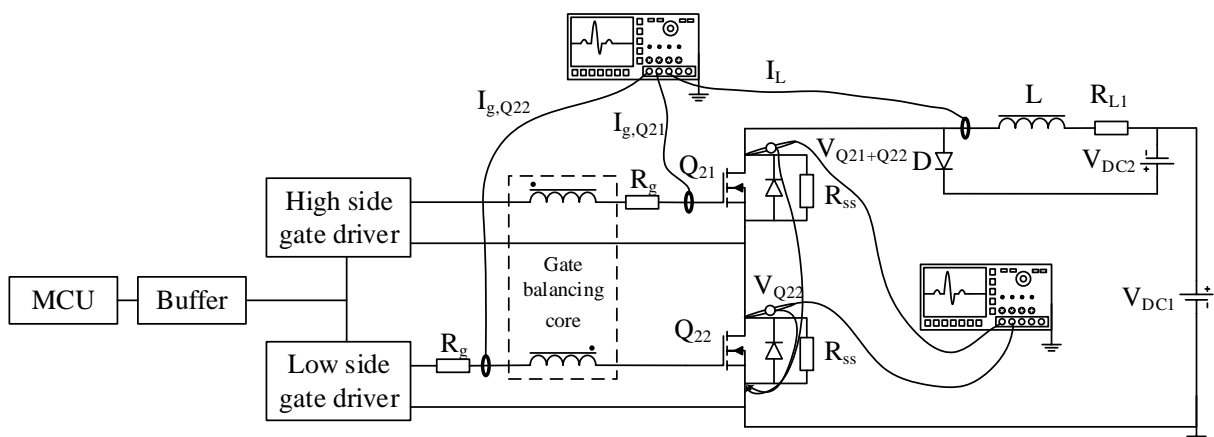 I_L
I_g,Q22
I_g,Q21
L
R_L1
V_Q21+Q22
D
V_DC2
Q_21
R_g
R_ss
High side
gate driver
Gate
balancing
core
MCU
Buffer
V_Q22
V_DC1
Q_22
R_g
R_ss
Low side
gate driver